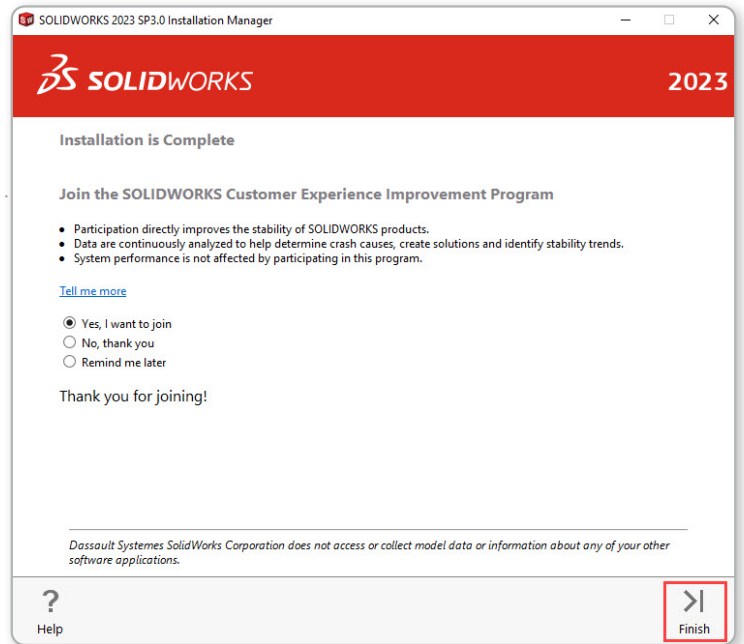 SOLIDWORKS 2023 SP3.0 Installation Manager
SOLIDWORKS
2023
Installation is Complete
Join the SOLIDWORKS Customer Experience Improvement Program
Participation directly improves the stability of SOLIDWORKS products.
Data are continuously analyzed to help determine crash causes, create solutions and identify stability trends.
System performance is not affected by participating in this program.
Tell me more
Yes, I want to join
No, thank you
Remind me later
Thank you for joining!
Dassault Systemes SolidWorks Corporation does not access or collect model data or information about any of your other
software applications.
?
Help
Finish